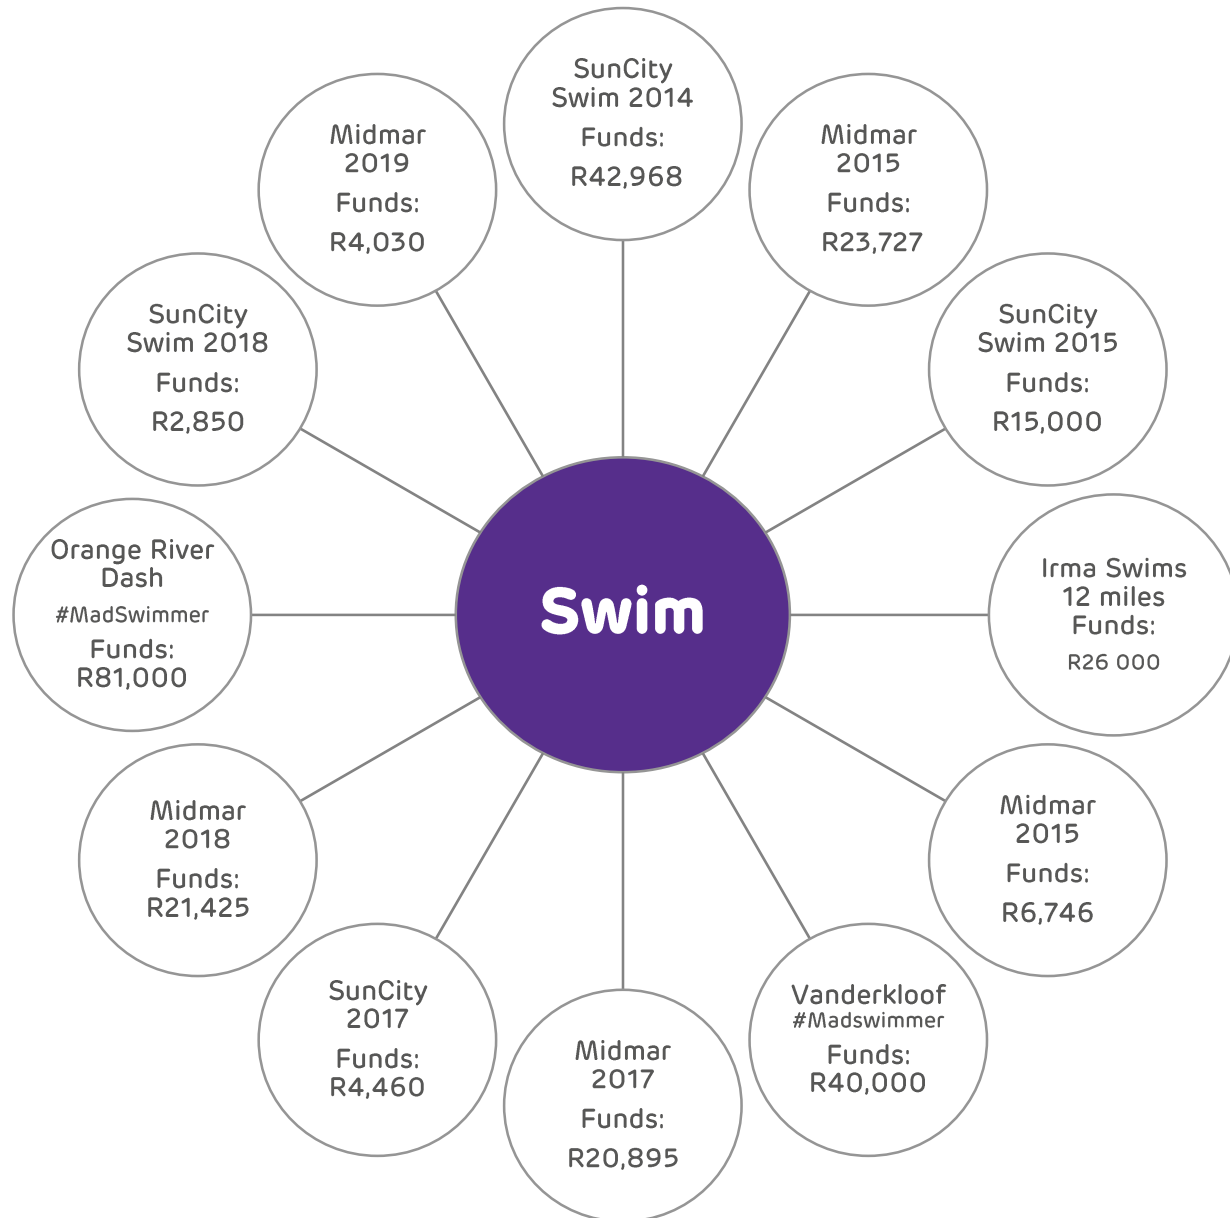 SunCity
Swim 2014
Funds:
R42,968
Midmar
2015
Funds:
R23,727
SunCity
Swim 2015
Funds:
R15,000
Irma Swims
12 miles
Funds:
R26 000
Midmar
2015
Funds:
R6,746
Vanderkloof
#Madswimmer
Funds:
R40,000
Midmar
2017
Funds:
R20,895
SunCity
2017
Funds:
R4,460
Midmar
2018
Funds:
R21,425
Orange River
Dash
#MadSwimmer
Funds:
R81,000
SunCity
Swim 2018
Funds:
R2,850
Midmar
2019
Funds:
R4,030
Swim